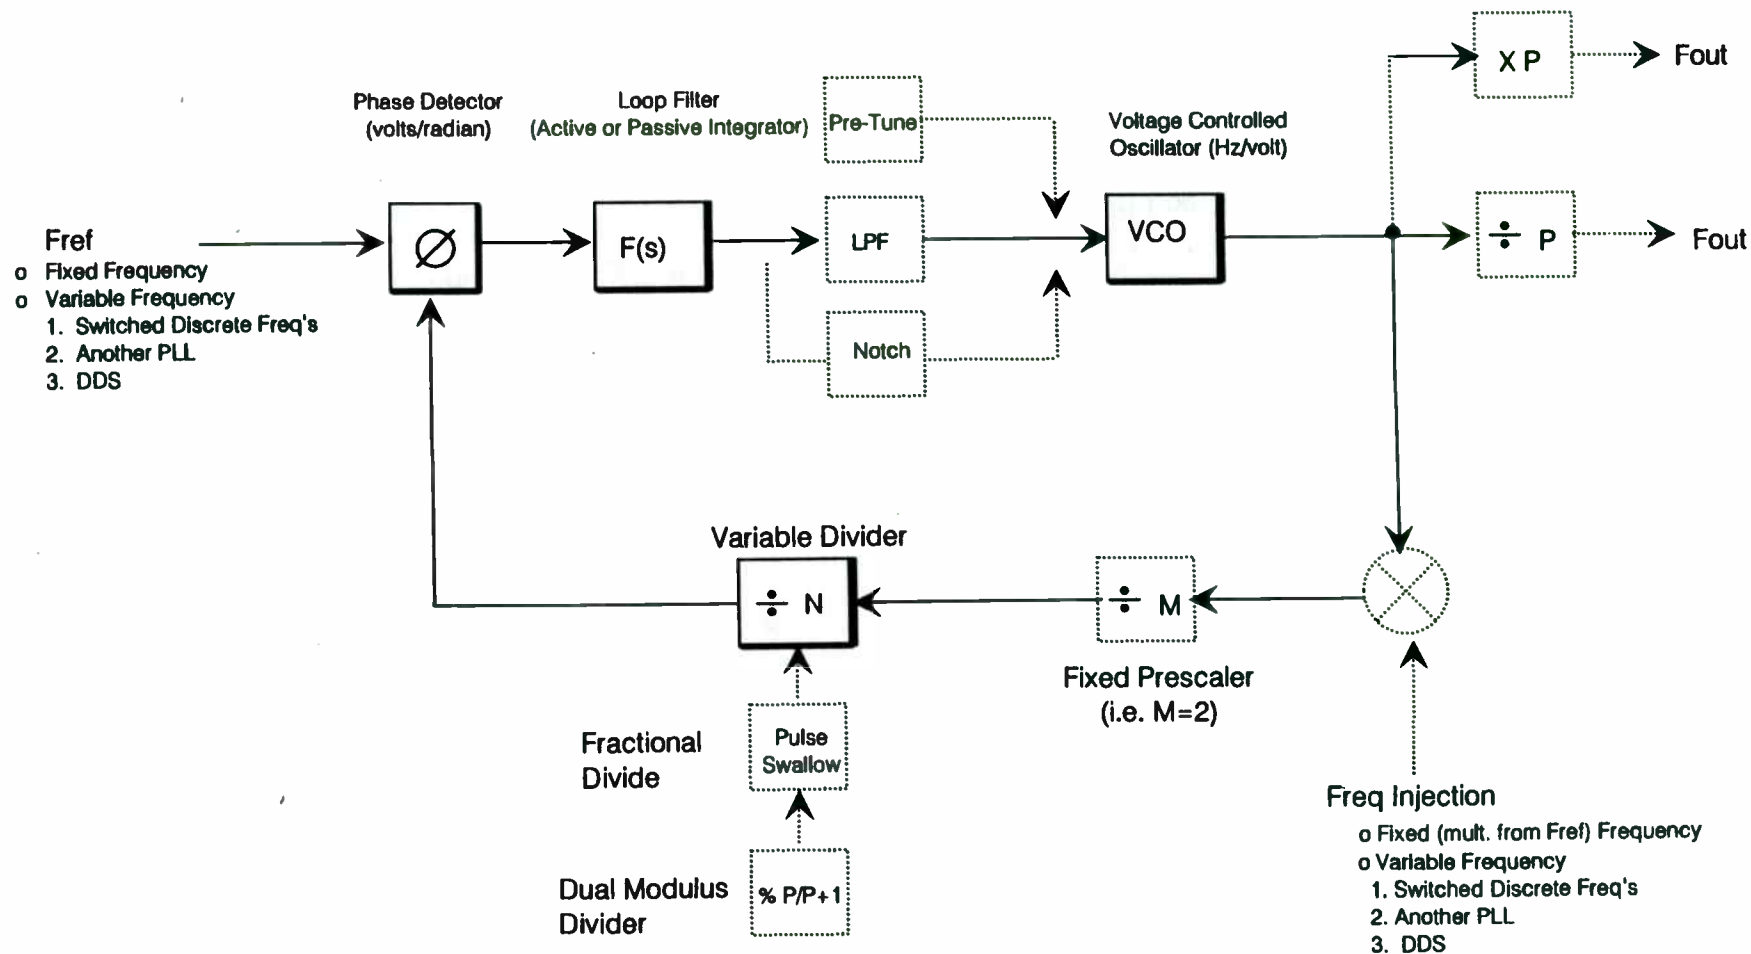 X P
Fout
Phase Detector
(volts/radian)
Loop Filter
(Active or Passive Integrator)
Pre-Tune
Voltage Controlled
Oscillator (Hz/volt)
Fref
o Fixed Frequency
o Variable Frequency
1. Switched Discrete Freq's
2. Another PLL
3. DDS
Ø
F(s)
LPF
VCO
÷ P
Fout
Notch
Variable Divider
÷ N
÷ M
Fixed Prescaler
(i.e. M=2)
Fractional
Divide
Pulse
Swallow
Dual Modulus
Divider
% P/P+1
Freq Injection
o Fixed (mult. from Fref) Frequency
o Variable Frequency
1. Switched Discrete Freq's
2. Another PLL
3. DDS